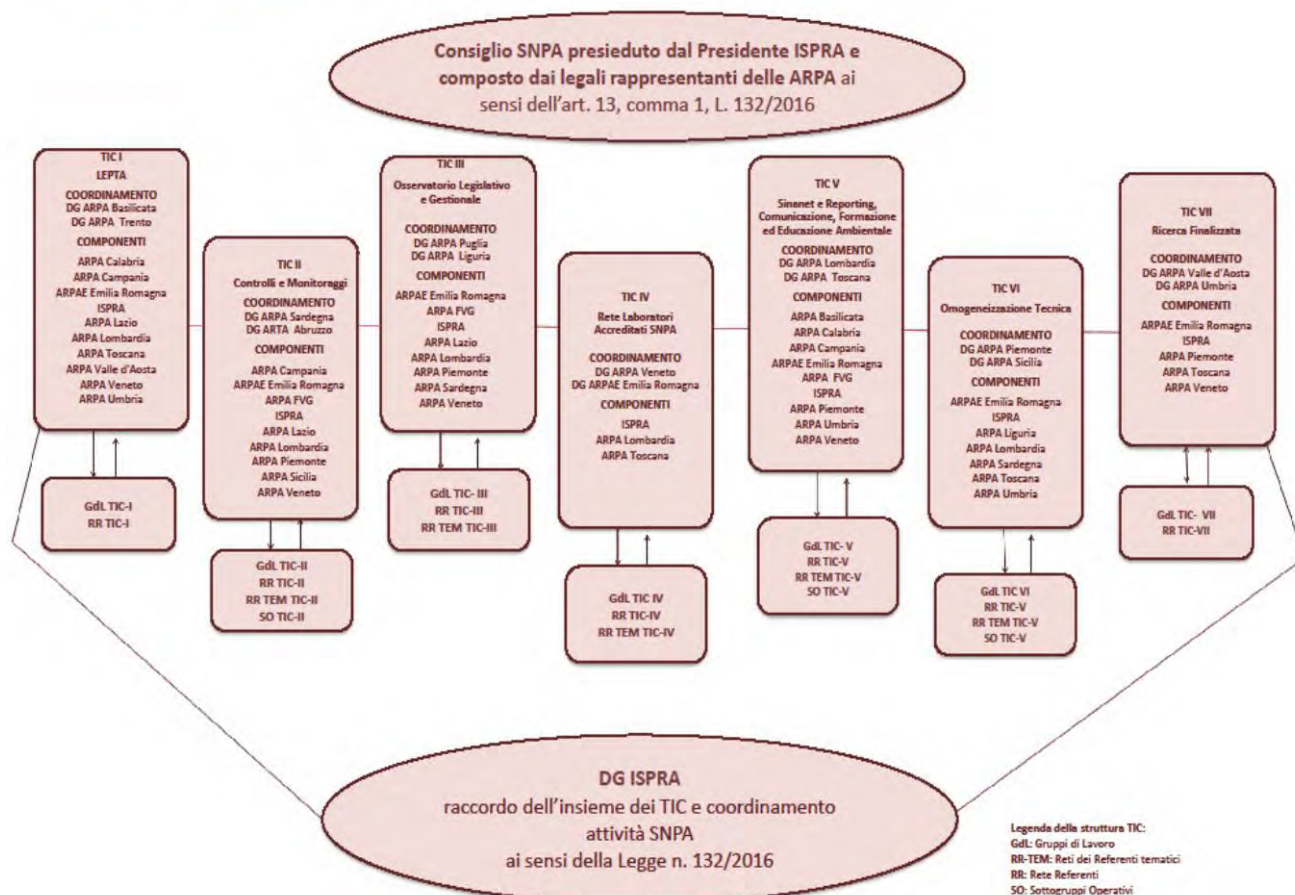 Consiglio SNPA presieduto dal Presidente ISPRA e
composto dai legali rappresentanti delle ARPA ai
sensi dell'art. 13, comma 1, L. 132/2016
TIC I
LEPTA
COORDINAMENTO
DG ARPA Basilicata
DG ARPA Trento
COMPONENTI
ARPA Calabria
ARPA Campania
ARPAE Emilia Romagna
ISPRA
ARPA Lazio
ARPA Lombardia
ARPA Toscana
ARPA Valle d'Aosta
ARPA Veneto
ARPA Umbria
GdL TIC-I
RR TIC-I
TIC II
Controlli e Monitoraggi
COORDINAMENTO
DG ARPA Sardegna
DG ARTA Abruzzo
COMPONENTI
ARPA Campania
ARPAE Emilia Romagna
ARPA FVG
ISPRA
ARPA Lazio
ARPA Lombardia
ARPA Piemonte
ARPA Sicilia
ARPA Veneto
GdL TIC-II
RR TIC-II
RR TEM TIC-II
SO TIC-II
TIC III
Osservatorio Legislativo
e Gestionale
COORDINAMENTO
DG ARPA Puglia
DG ARPA Liguria
COMPONENTI
ARPAE Emilia Romagna
ARPA FVG
ISPRA
ARPA Lazio
ARPA Lombardia
ARPA Piemonte
ARPA Sardegna
ARPA Veneto
GdL TIC- III
RR TIC-III
RR TEM TIC-III
TIC IV
Rete Laboratori
Accreditati SNPA
COORDINAMENTO
DG ARPA Veneto
DG ARPAE Emilia Romagna
COMPONENTI
ISPRA
ARPA Lombardia
ARPA Toscana
GdL TIC IV
RR TIC-IV
RR TEM TIC-IV
TIC V
Sinanet e Reporting,
Comunicazione, Formazione
ed Educazione Ambientale
COORDINAMENTO
DG ARPA Lombardia
DG ARPA Toscana
COMPONENTI
ARPA Basilicata
ARPA Calabria
ARPA Campania
ARPAE Emilia Romagna
ARPA FVG
ISPRA
ARPA Piemonte
ARPA Umbria
ARPA Veneto
GdL TIC- V
RR TIC-V
RR TEM TIC-V
SO TIC-V
TIC VI
Omogeneizzazione Tecnica
COORDINAMENTO
DG ARPA Piemonte
DG ARPA Sicilia
COMPONENTI
ARPAE Emilia Romagna
ISPRA
ARPA Liguria
ARPA Lombardia
ARPA Sardegna
ARPA Toscana
ARPA Umbria
GdL TIC VI
RR TIC-V
RR TEM TIC-V
SO TIC-V
TIC VII
Ricerca Finalizzata
COORDINAMENTO
DG ARPA Valle d'Aosta
DG ARPA Umbria
COMPONENTI
ARPAE Emilia Romagna
ISPRA
ARPA Piemonte
ARPA Toscana
ARPA Veneto
GdL TIC- VII
RR TIC-VII
DG ISPRA
raccordo dell'insieme dei TIC e coordinamento
attività SNPA
ai sensi della Legge n. 132/2016
Legenda della struttura TIC:
GdL: Gruppi di Lavoro
RR-TEM: Reti dei Referenti tematici
RR: Rete Referenti
SO: Sottogruppi Operativi